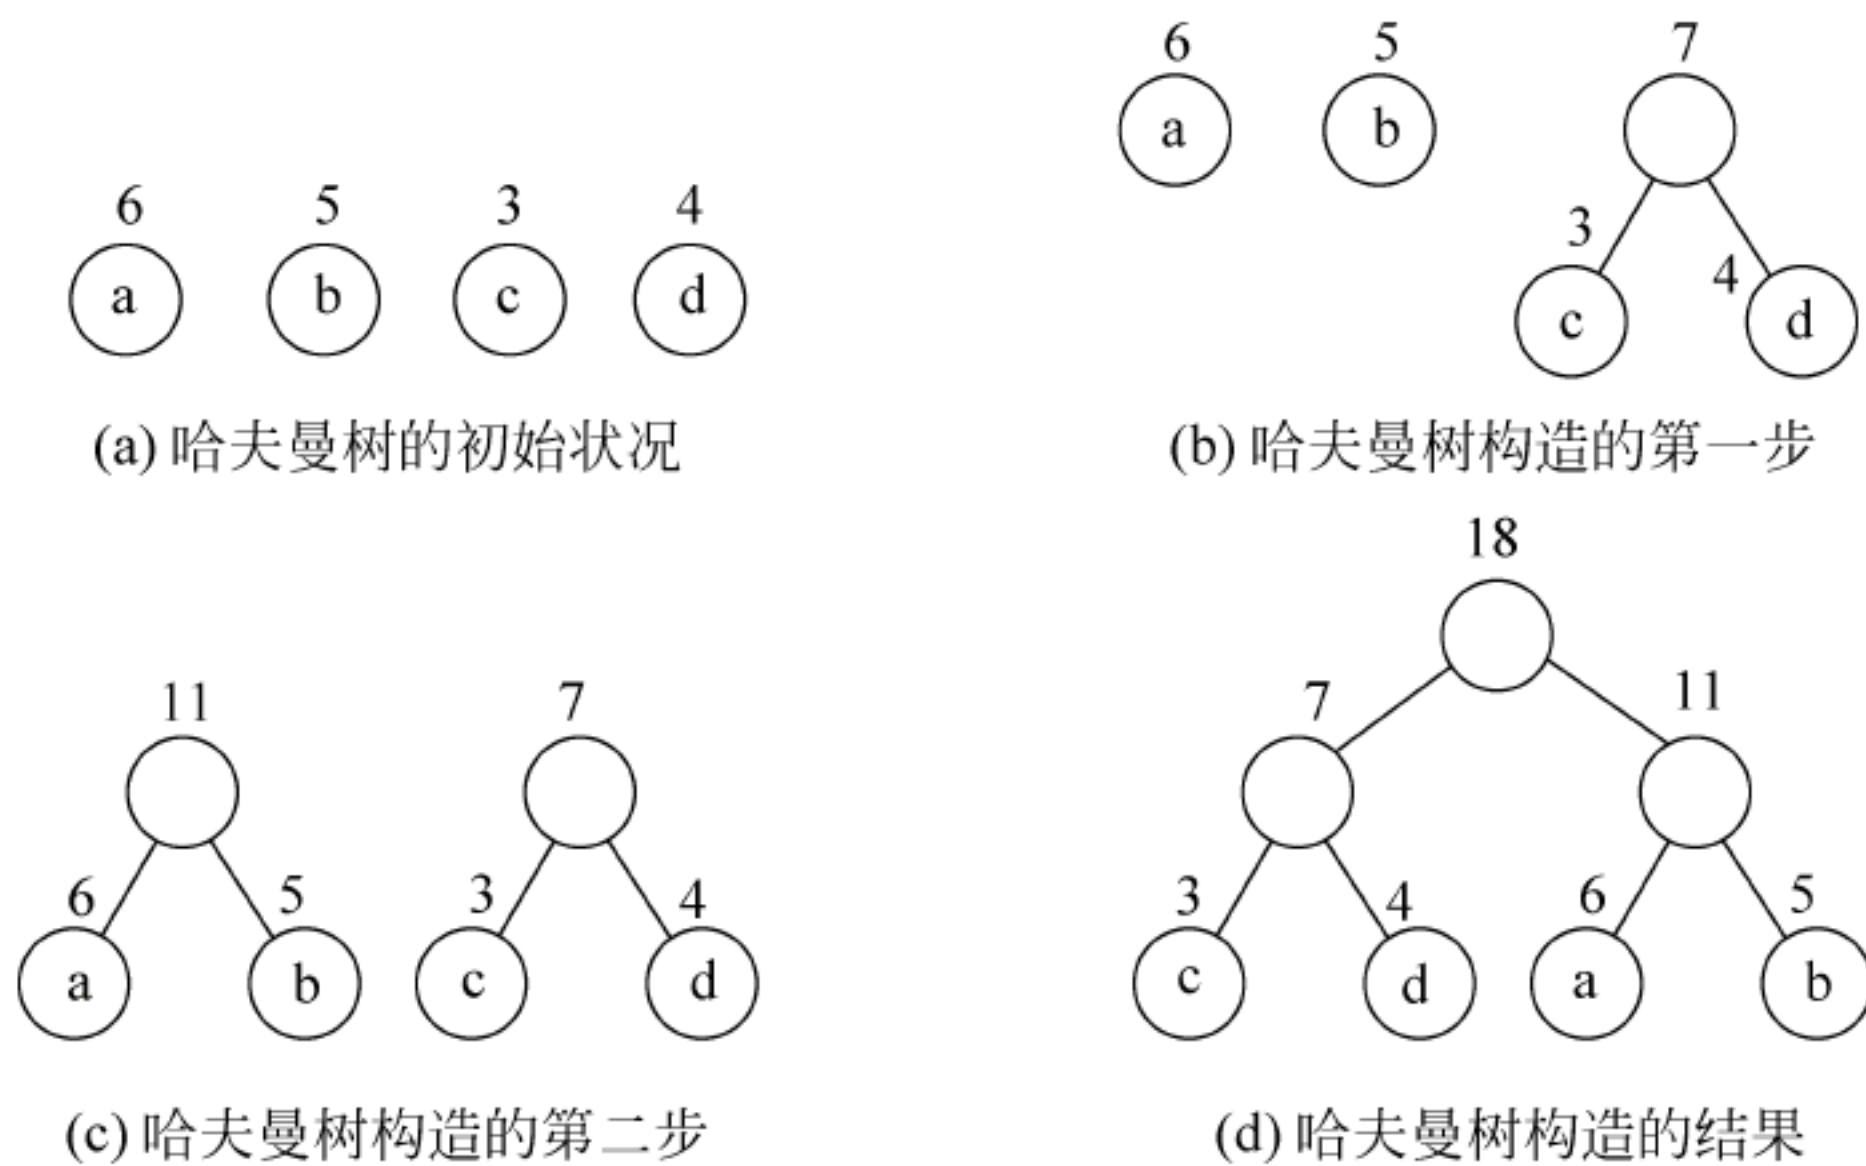 6 5 3 4
a b c d
(a) 哈夫曼树的初始状况
6 5 7
a b
3 4
c d
(b) 哈夫曼树构造的第一步
11 7
6 5 3 4
a b c d
(c) 哈夫曼树构造的第二步
18
7 11
3 4 6 5
c d a b
(d) 哈夫曼树构造的结果